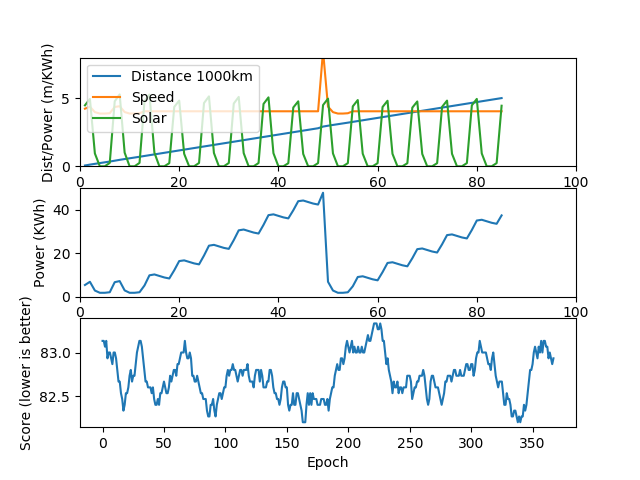 Dist/Power (m/KWh)
5
0
Distance 1000km
Speed
Solar
0 20 40 60 80 100
Power (KWh)
40
20
0
0 20 40 60 80 100
Score (lower is better)
83.0
82.5
0 50 100 150 200 250 300 350
Epoch